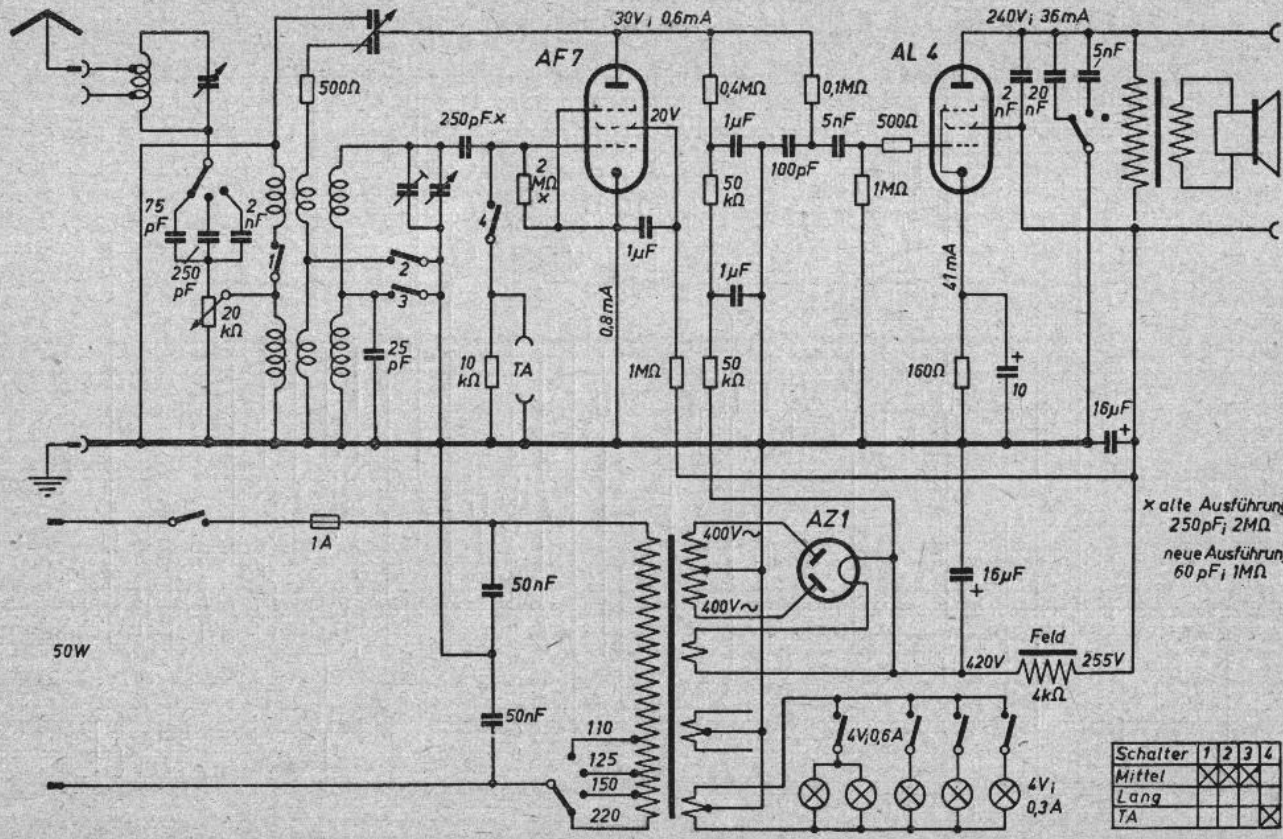 30V; 0,6mA
240V; 36mA
AF 7
AL 4
5nF
500Ω
0,4MΩ
0,1MΩ
2
nF
20
nF
250pF×
20V
1µF
5nF
500Ω
2
MΩ
×
100pF
75
pF
2
nF
50
kΩ
1MΩ
4
1µF
250
pF
1
2
1µF
41mA
3
20
kΩ
0,8mA
25
pF
10
kΩ
TA
1MΩ
50
kΩ
160Ω
+
10
16µF
+
× alte Ausführung
250pF; 2MΩ
neue Ausführung
60 pF; 1MΩ
1A
400V~
AZ1
50nF
16µF
+
400V~
50W
Feld
420V
255V
4kΩ
50nF
110
4V; 0,6A
125
150
220
4V;
0,3A
Schalter 1 2 3 4
Mittel X X X
Lang
TA X